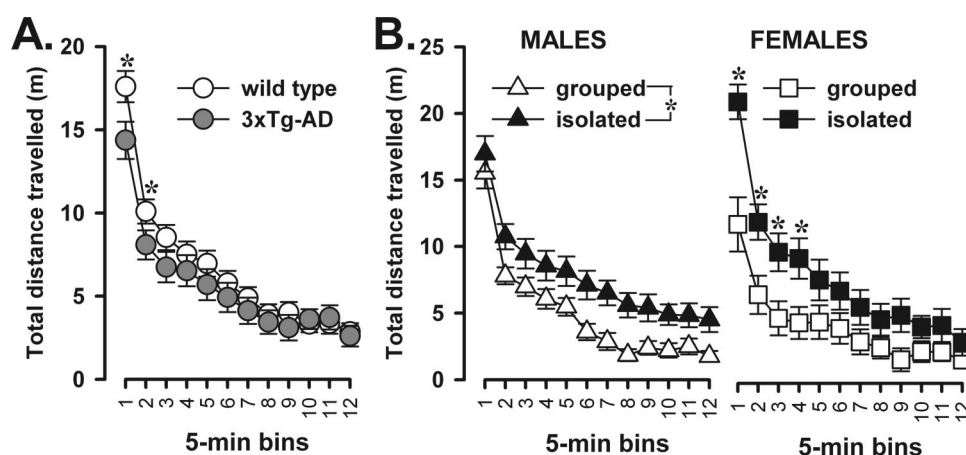 A.
Total distance travelled (m)
20
15
10
5
0
*
*
wild type
3xTg-AD
1 2 3 4 5 6 7 8 9 10 11 12
5-min bins
B.
MALES
Total distance travelled (m)
25
20
15
10
5
0
grouped
isolated
*
1 2 3 4 5 6 7 8 9 10 11 12
5-min bins
FEMALES
*
*
*
*
grouped
isolated
1 2 3 4 5 6 7 8 9 10 11 12
5-min bins